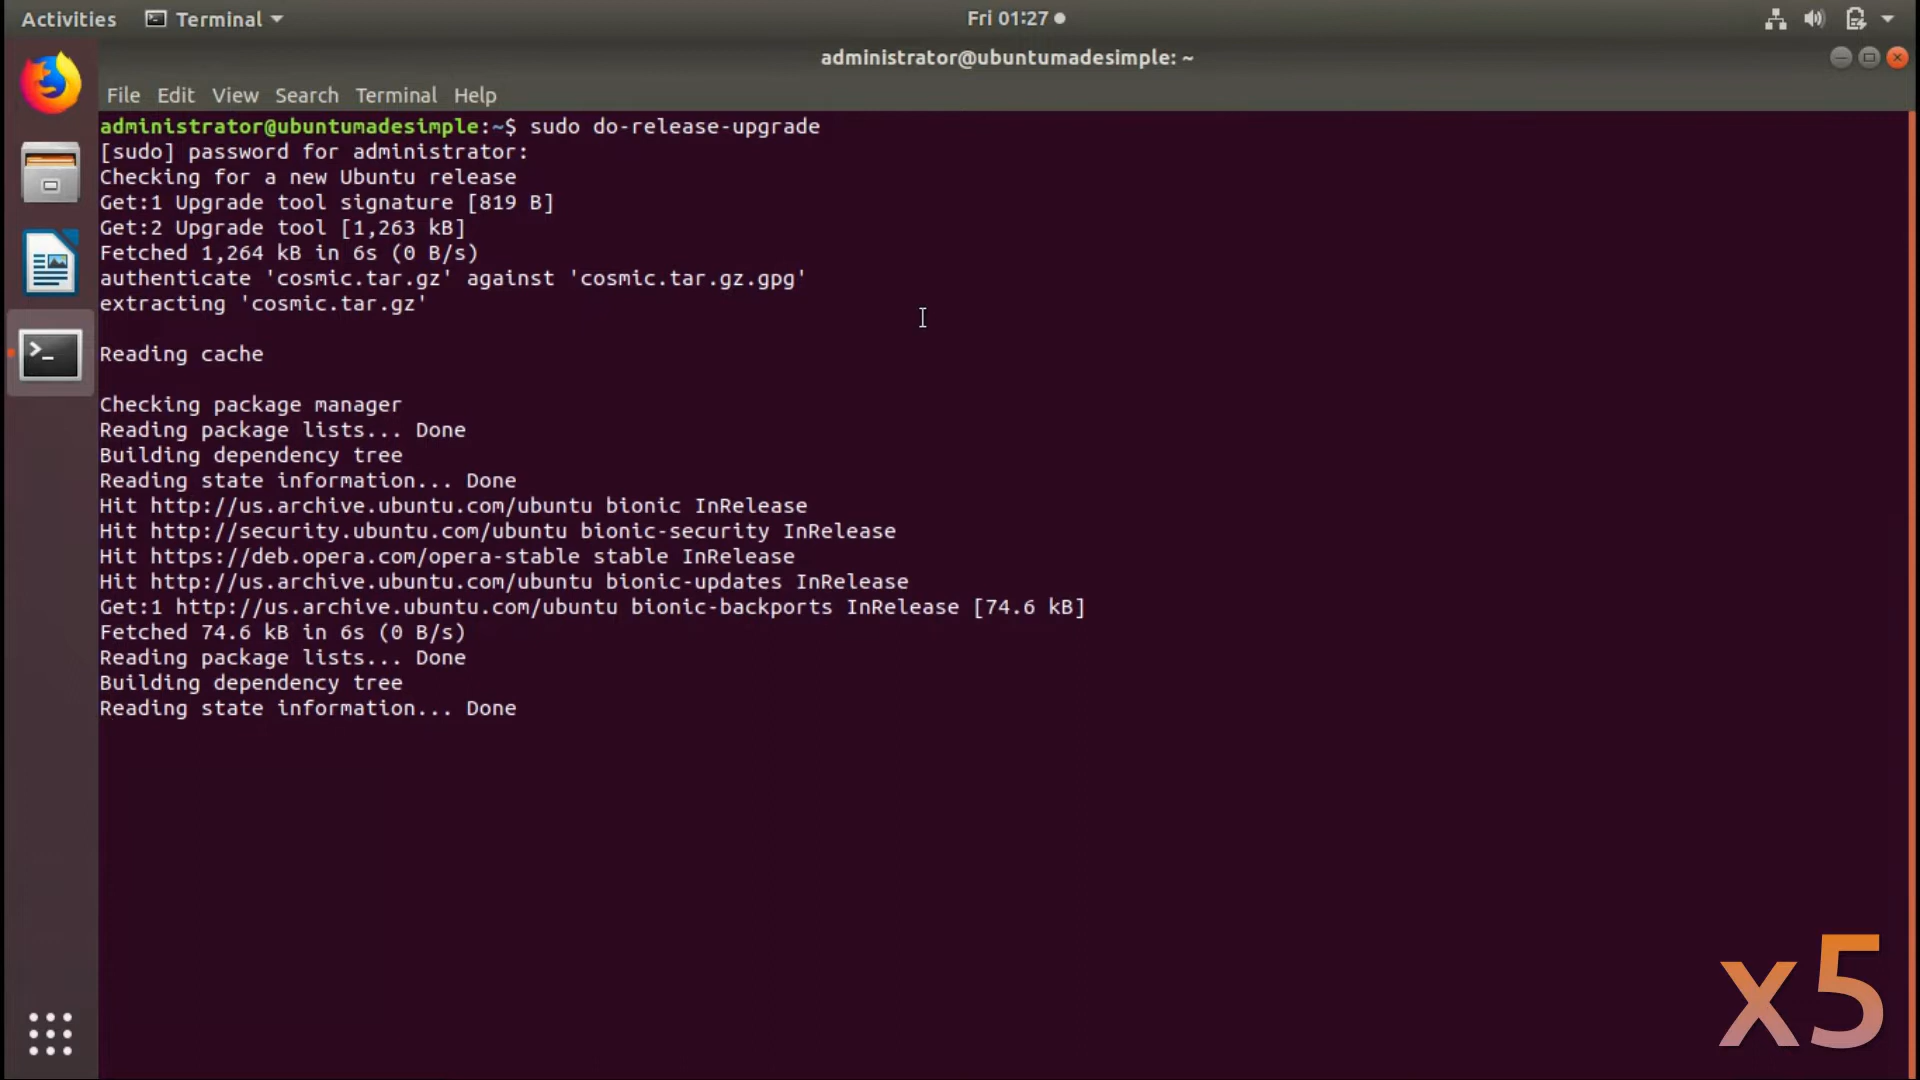 Activities Terminal Fri 01:27
administrator@ubuntumadesimple: ~
File Edit View Search Terminal Help
administrator@ubuntumadesimple:~$ sudo do-release-upgrade
[sudo] password for administrator:
Checking for a new Ubuntu release
Get:1 Upgrade tool signature [819 B]
Get:2 Upgrade tool [1,263 kB]
Fetched 1,264 kB in 6s (0 B/s)
authenticate 'cosmic.tar.gz' against 'cosmic.tar.gz.gpg'
extracting 'cosmic.tar.gz'
Reading cache
Checking package manager
Reading package lists... Done
Building dependency tree
Reading state information... Done
Hit http://us.archive.ubuntu.com/ubuntu bionic InRelease
Hit http://security.ubuntu.com/ubuntu bionic-security InRelease
Hit https://deb.opera.com/opera-stable stable InRelease
Hit http://us.archive.ubuntu.com/ubuntu bionic-updates InRelease
Get:1 http://us.archive.ubuntu.com/ubuntu bionic-backports InRelease [74.6 kB]
Fetched 74.6 kB in 6s (0 B/s)
Reading package lists... Done
Building dependency tree
Reading state information... Done
x5